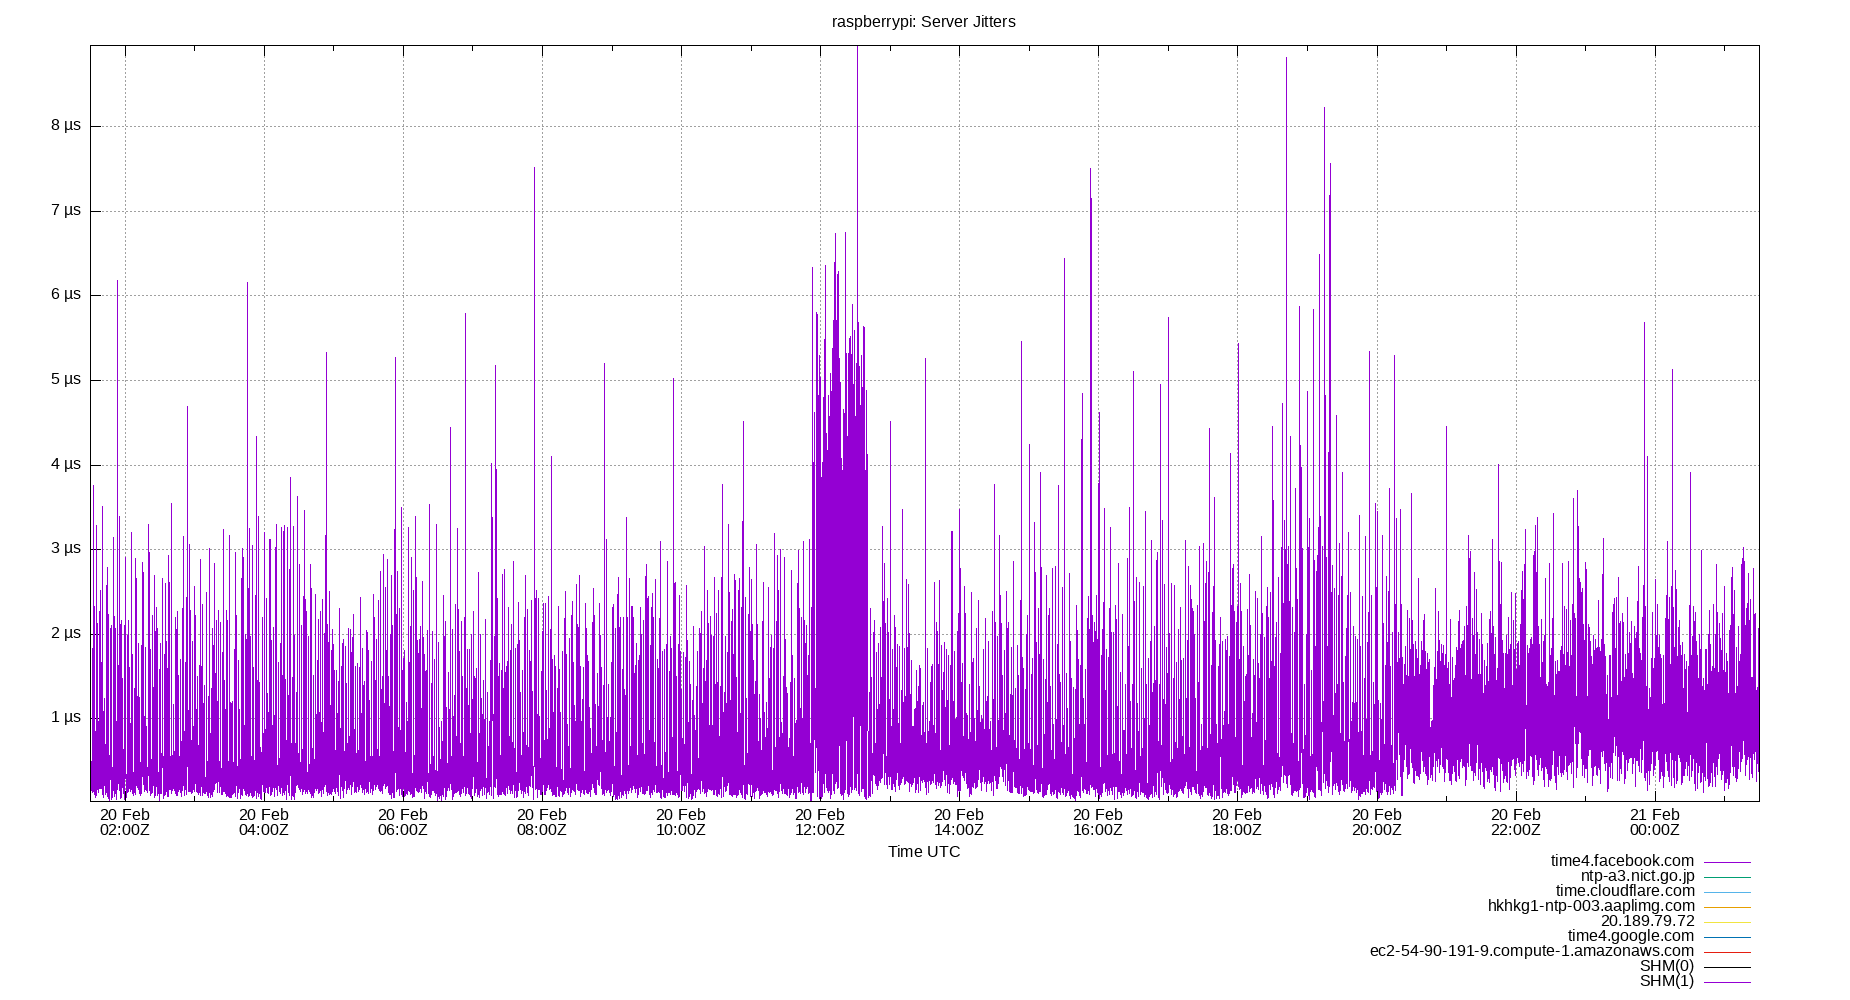 raspberrypi: Server Jitters
8 µs
7 µs
6 µs
5 µs
4 µs
3 µs
2 µs
1 µs
20 Feb 20 Feb 20 Feb 20 Feb 20 Feb 20 Feb 20 Feb 20 Feb 20 Feb 20 Feb 20 Feb 21 Feb
02:00Z 04:00Z 06:00Z 08:00Z 10:00Z 12:00Z 14:00Z 16:00Z 18:00Z 20:00Z 22:00Z 00:00Z
Time UTC
time4.facebook.com
ntp-a3.nict.go.jp
time.cloudflare.com
hkhkg1-ntp-003.aaplimg.com
20.189.79.72
time4.google.com
ec2-54-90-191-9.compute-1.amazonaws.com
SHM(0)
SHM(1)